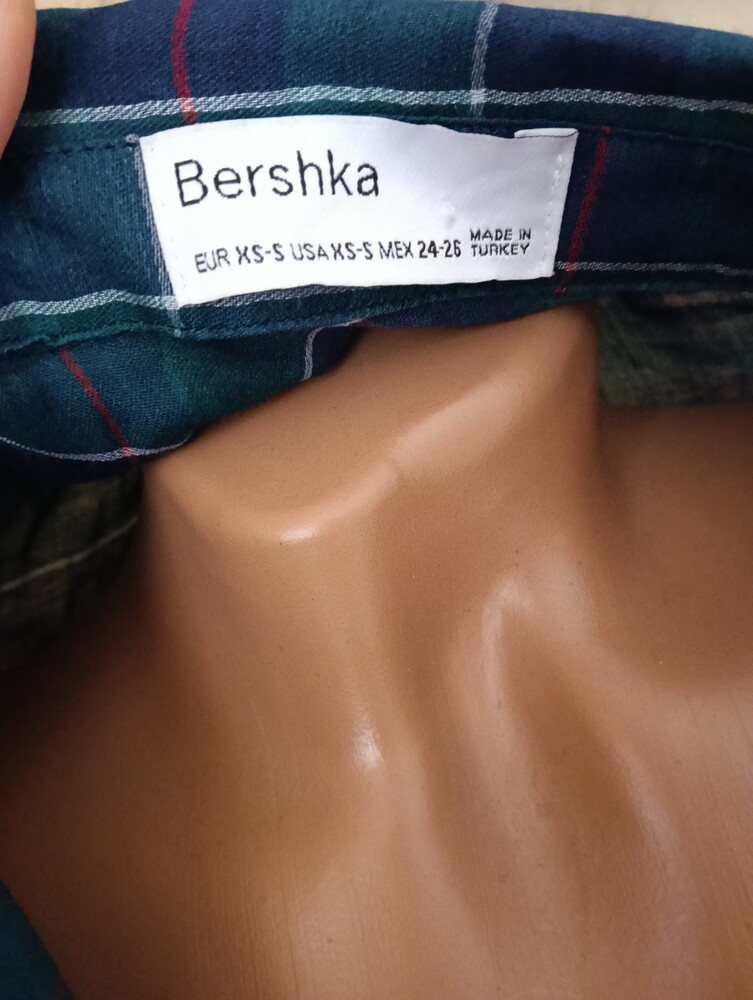 Bershka
EUR XS-S USA XS-S MEX 24-26 MADE IN
TURKEY